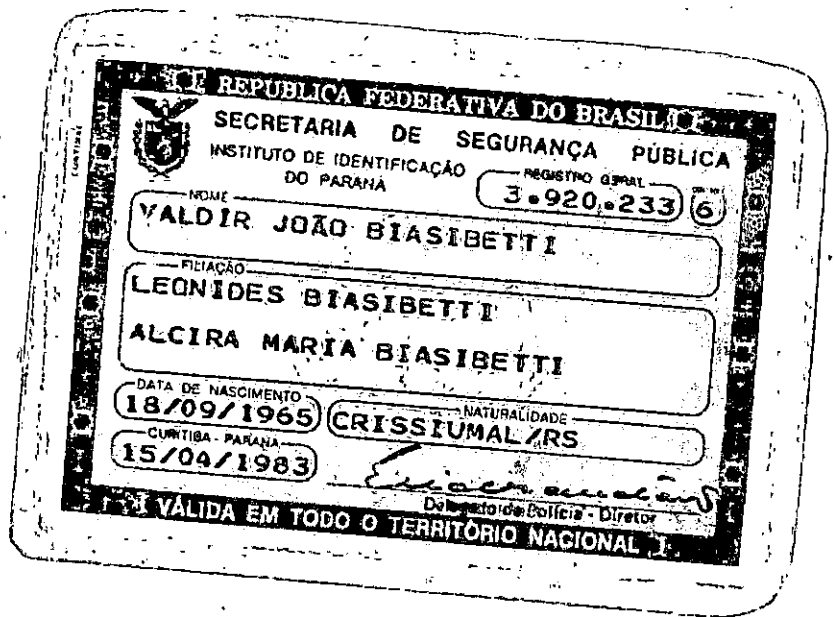 REPÚBLICA FEDERATIVA DO BRASIL
SECRETARIA DE SEGURANÇA PÚBLICA
INSTITUTO DE IDENTIFICAÇÃO
DO PARANÁ
REGISTRO GERAL
3.920.233 6
NOME
VALDIR JOÃO BIASIBETTI
FILIAÇÃO
LEONIDES BIASIBETTI
ALCIRA MARIA BIASIBETTI
DATA DE NASCIMENTO
18/09/1965
NATURALIDADE
CRISSIUMAL/RS
CURITIBA - PARANÁ
15/04/1983
Delegado de Polícia - Diretor
VÁLIDA EM TODO O TERRITÓRIO NACIONAL